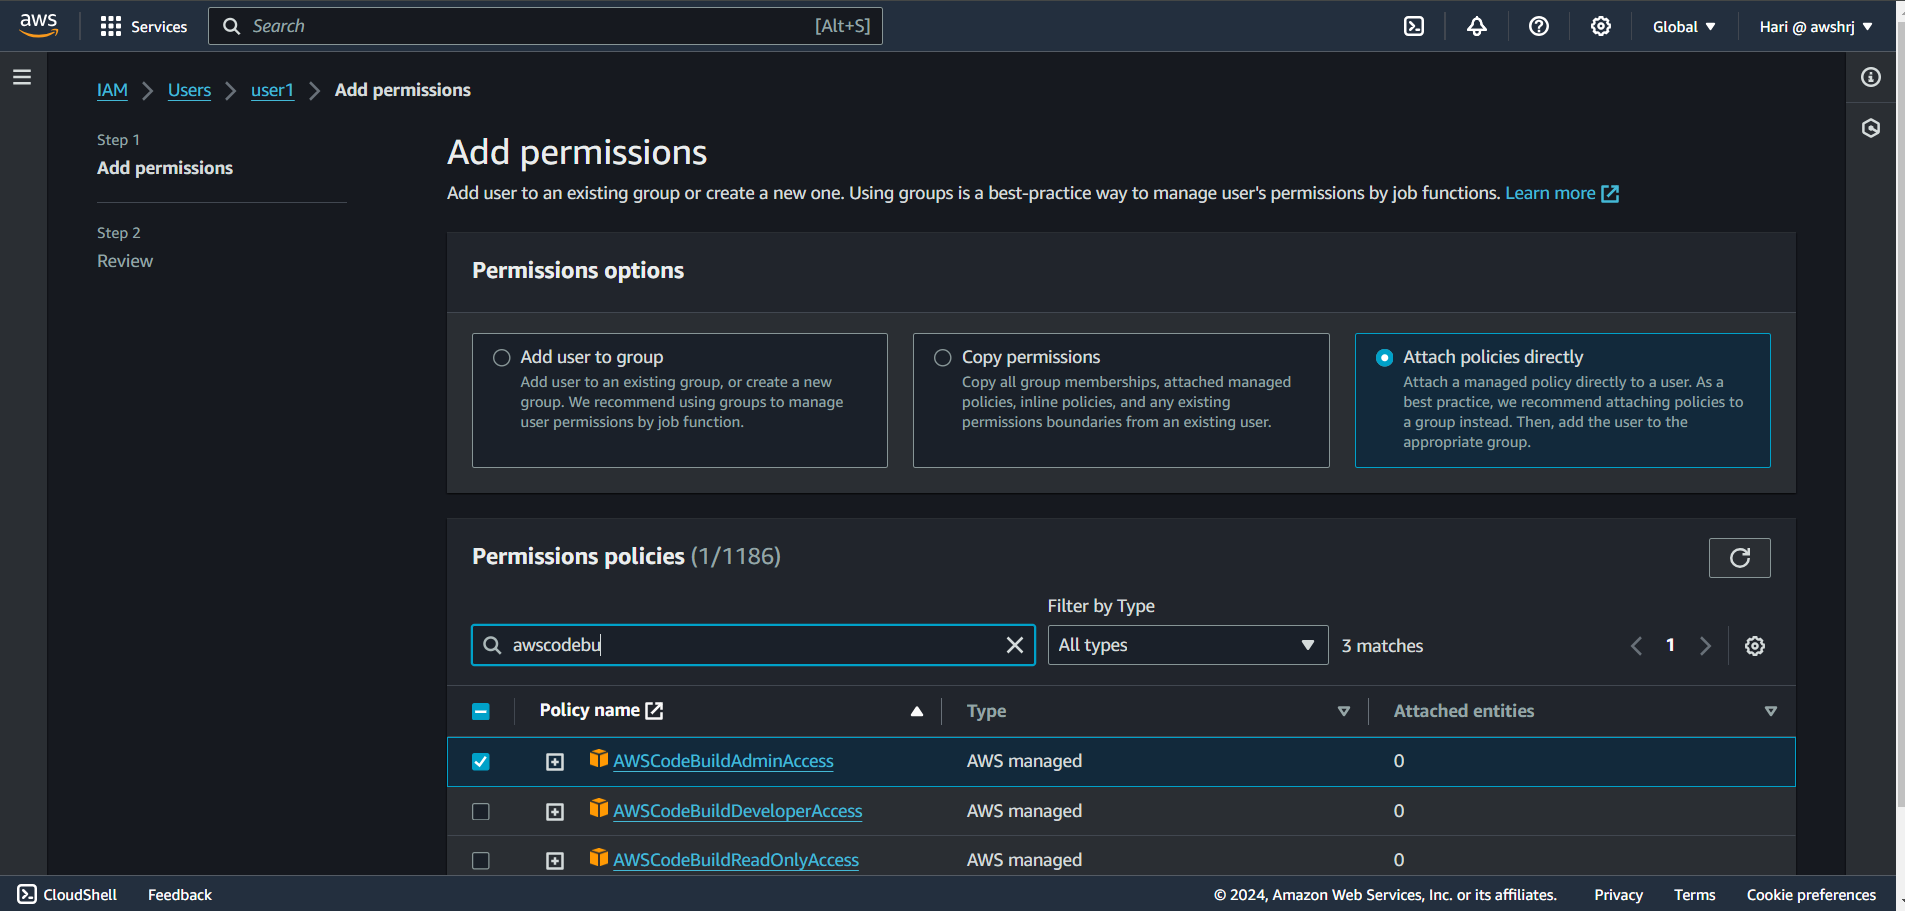 aws Services Search [Alt+S] Global Hari @ awshrj
IAM Users user1 Add permissions
Step 1
Add permissions
Step 2
Review
Add permissions
Add user to an existing group or create a new one. Using groups is a best-practice way to manage user's permissions by job functions. Learn more
Permissions options
Add user to group
Add user to an existing group, or create a new
group. We recommend using groups to manage
user permissions by job function.
Copy permissions
Copy all group memberships, attached managed
policies, inline policies, and any existing
permissions boundaries from an existing user.
Attach policies directly
Attach a managed policy directly to a user. As a
best practice, we recommend attaching policies to
a group instead. Then, add the user to the
appropriate group.
Permissions policies (1/1186)
Filter by Type
awscodebu All types 3 matches 1
Policy name Type Attached entities
AWSCodeBuildAdminAccess AWS managed 0
AWSCodeBuildDeveloperAccess AWS managed 0
AWSCodeBuildReadOnlyAccess AWS managed 0
CloudShell Feedback © 2024, Amazon Web Services, Inc. or its affiliates. Privacy Terms Cookie preferences